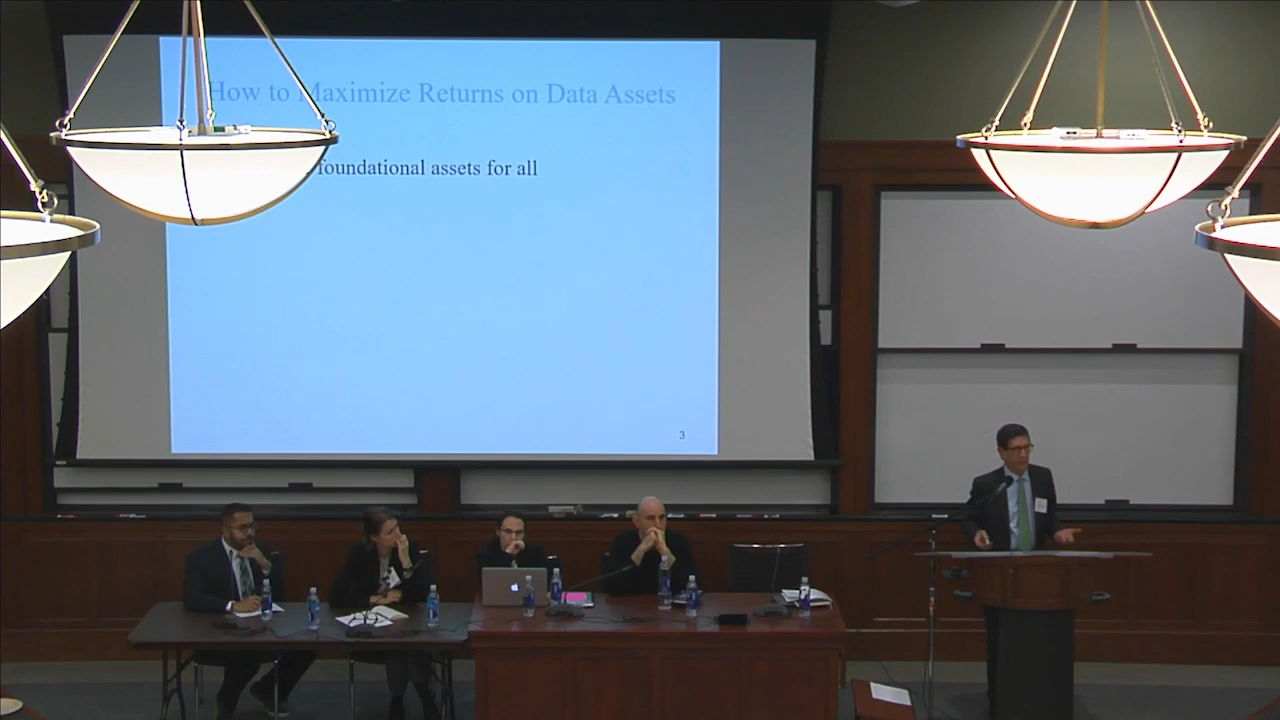 How to Maximize Returns on Data Assets
foundational assets for all
3